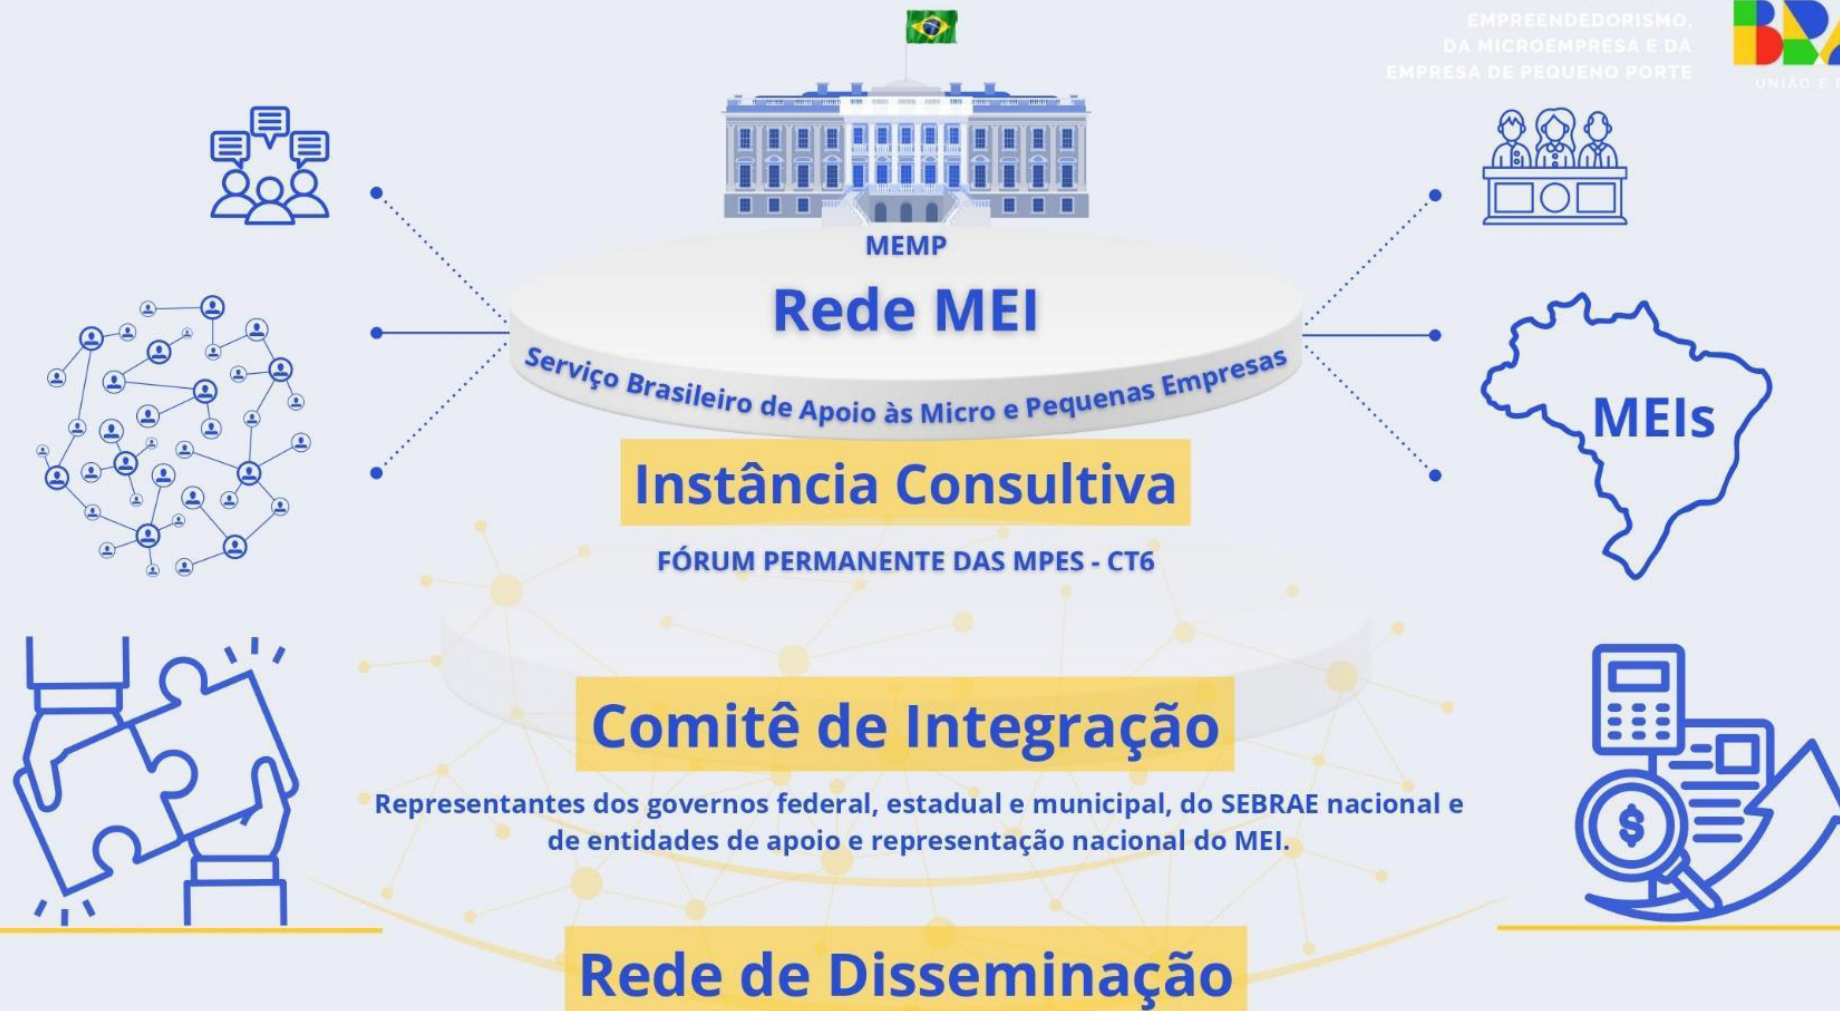 EMPREENDEDORISMO,
DA MICROEMPRESA E DA
EMPRESA DE PEQUENO PORTE
UNIÃO E
MEMP
Rede MEI
Serviço Brasileiro de Apoio às Micro e Pequenas Empresas
MEIs
Instância Consultiva
FÓRUM PERMANENTE DAS MPES - CT6
Comitê de Integração
Representantes dos governos federal, estadual e municipal, do SEBRAE nacional e
de entidades de apoio e representação nacional do MEI.
$
Rede de Disseminação